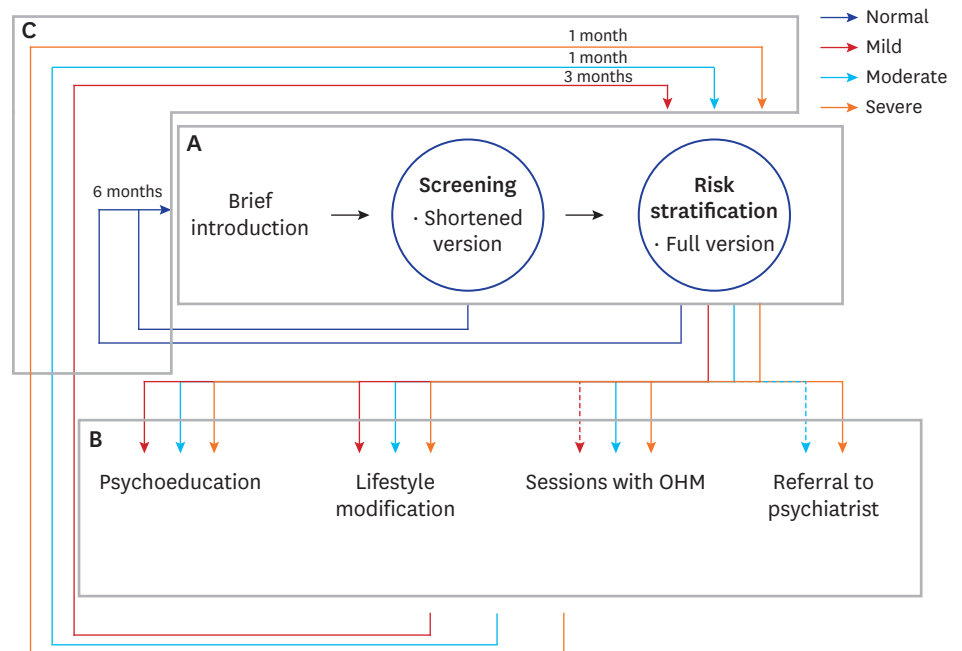 C
1 month
1 month
3 months
Normal
Mild
Moderate
Severe
A
6 months
Brief
introduction
Screening
· Shortened
version
Risk
stratification
· Full version
B
Psychoeducation
Lifestyle
modification
Sessions with OHM
Referral to
psychiatrist